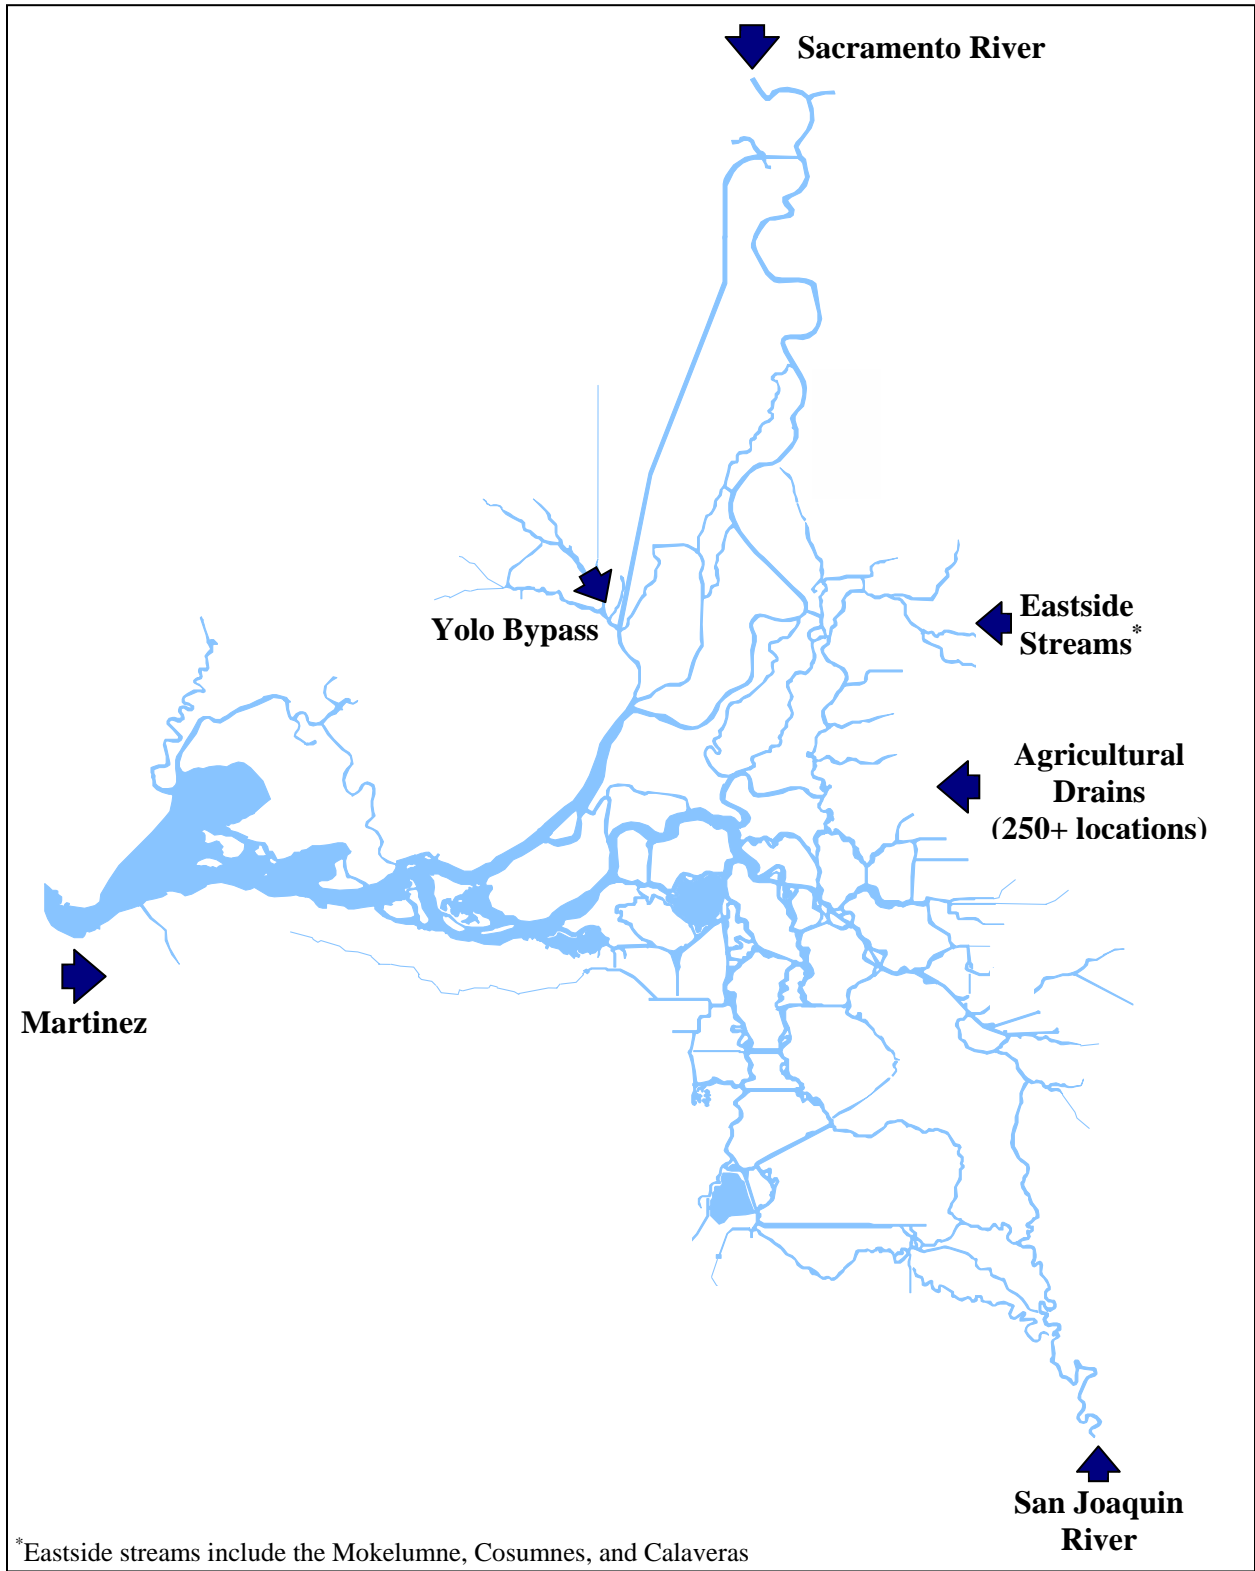 Sacramento River
Yolo Bypass
Eastside
Streams*
Agricultural
Drains
(250+ locations)
Martinez
San Joaquin
River
*Eastside streams include the Mokelumne, Cosumnes, and Calaveras